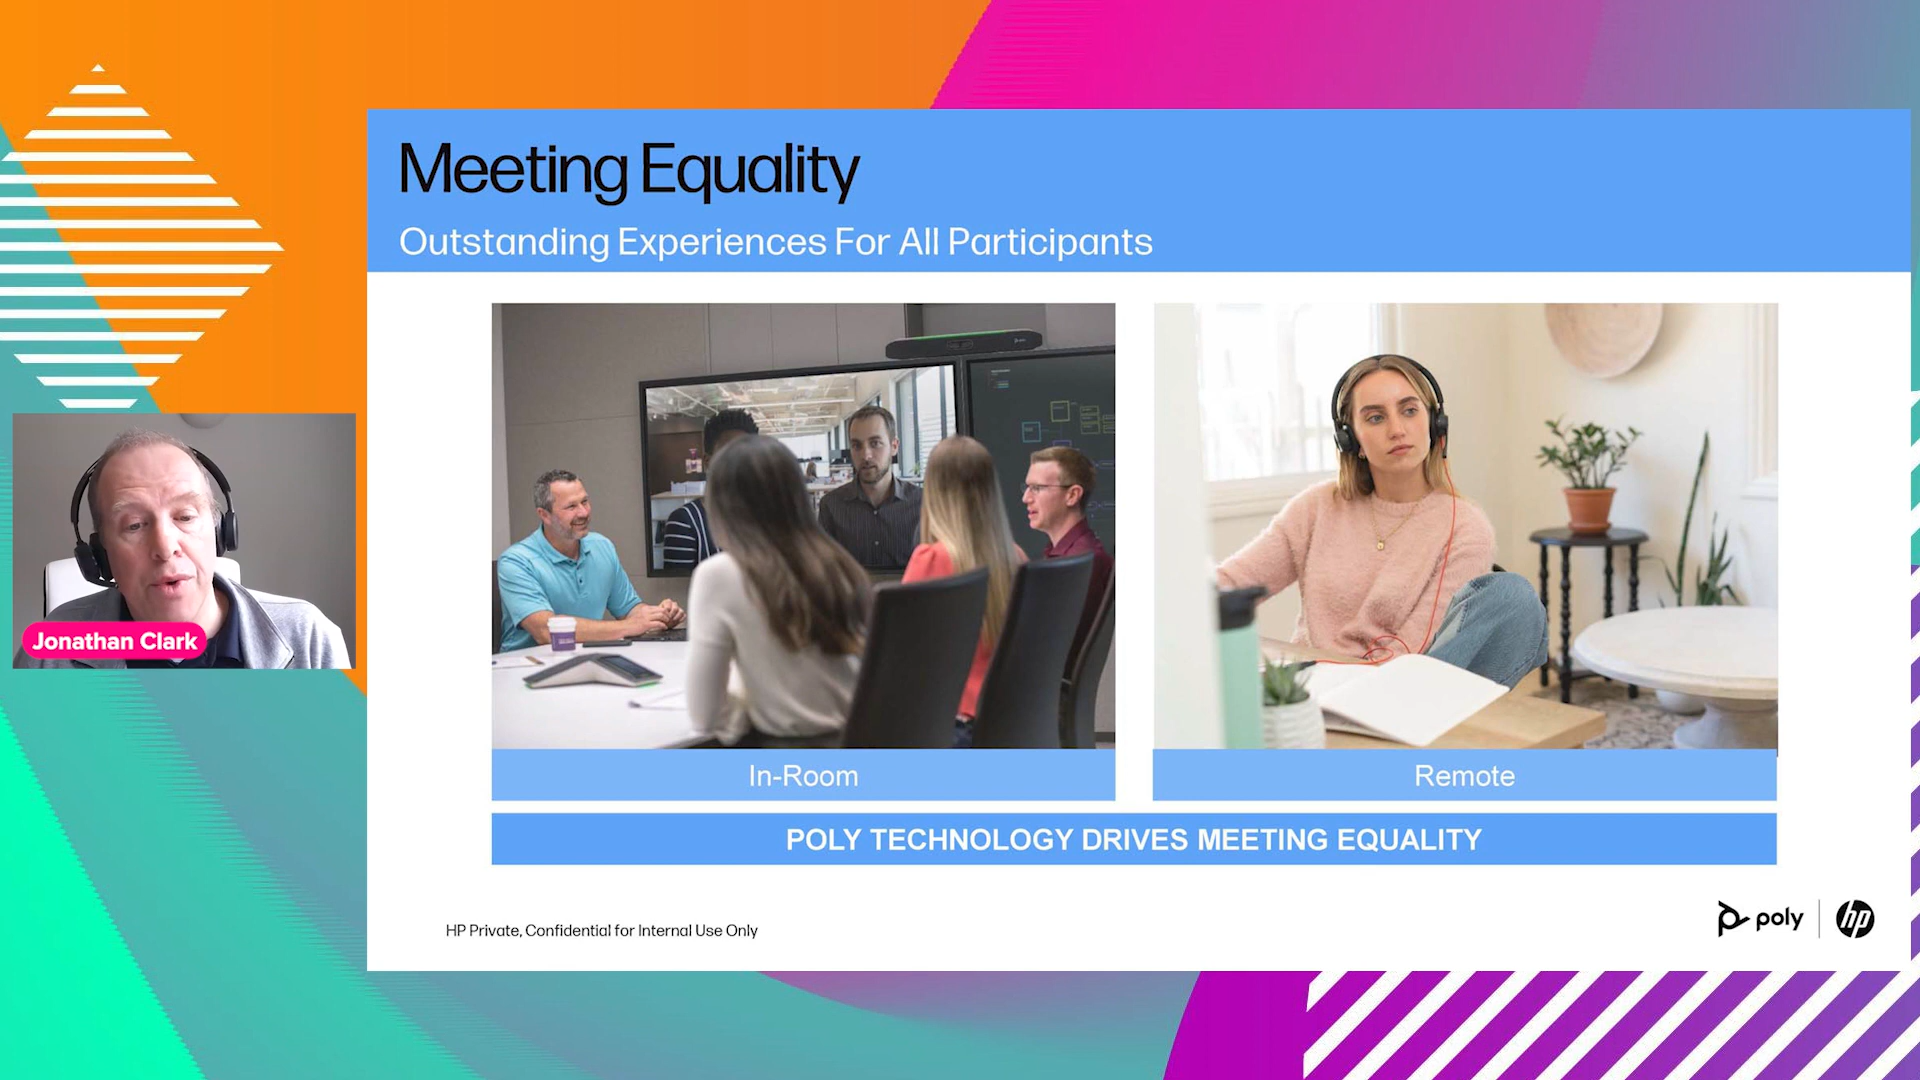 Meeting Equality
Outstanding Experiences For All Participants
Jonathan Clark
In-Room
Remote
POLY TECHNOLOGY DRIVES MEETING EQUALITY
HP Private, Confidential for Internal Use Only
poly
hp